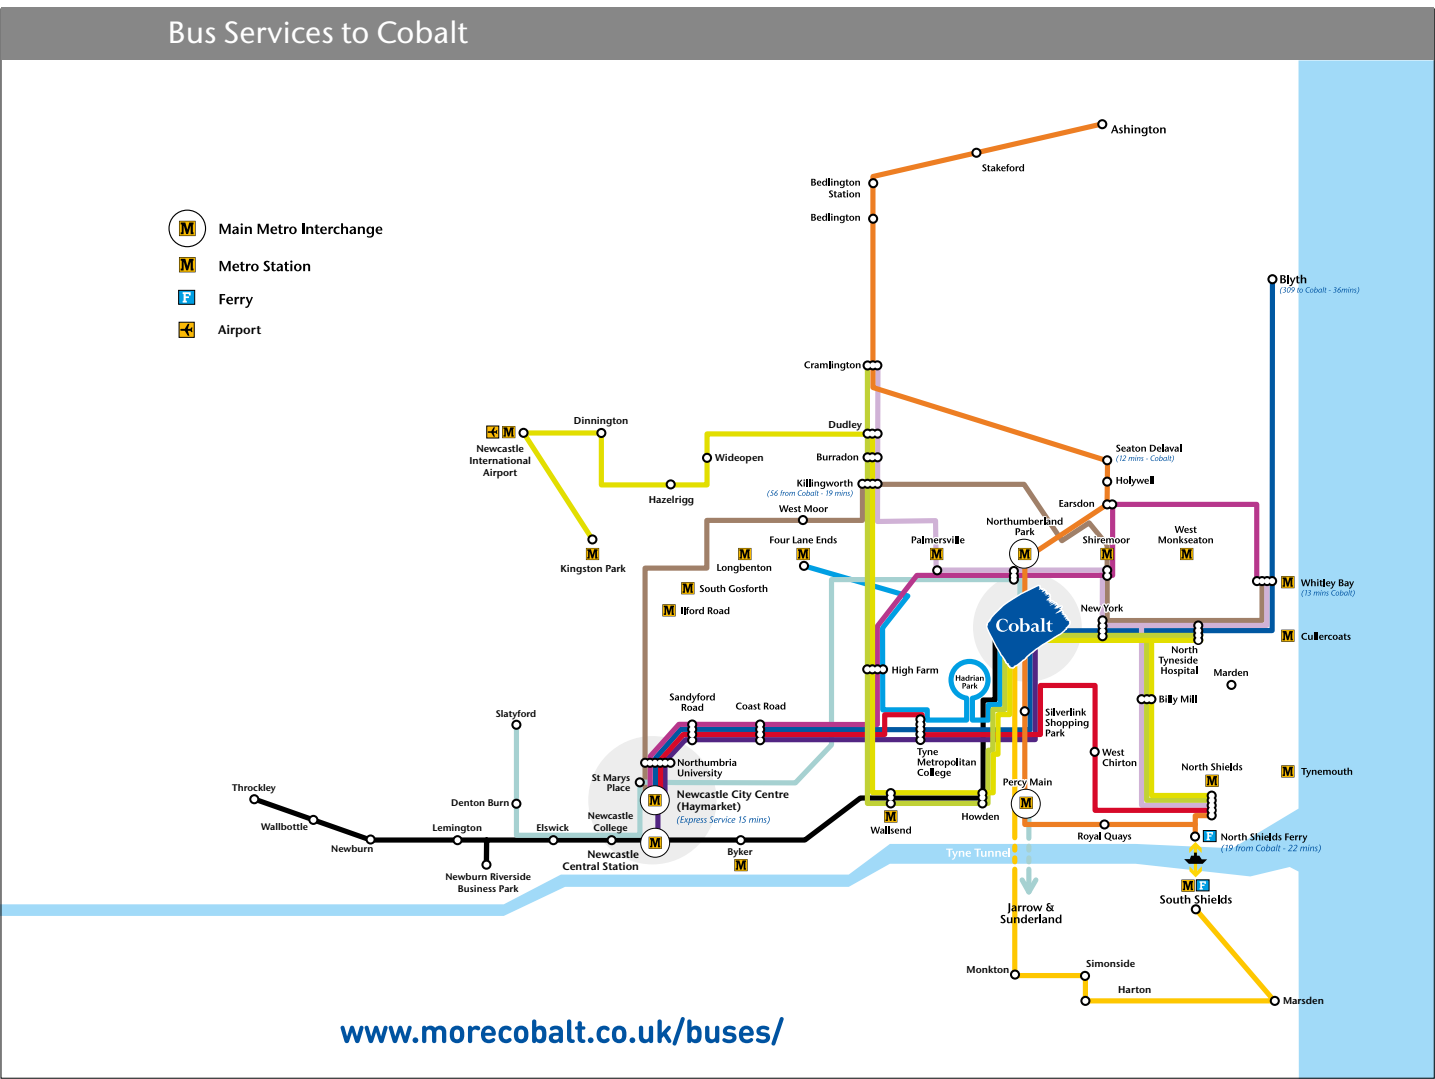 Bus Services to Cobalt
Ashington
Stakeford
Bedlington
Station
Bedlington
M Main Metro Interchange
M Metro Station
F Ferry
Airport
Blyth
(309 to Cobalt - 36mins)
Cramlington
Dinnington
Dudley
M
Newcastle
International
Airport
Wideopen
Burradon
Seaton Delaval
(12 mins - Cobalt)
Hazelrigg
Killingworth
(56 from Cobalt - 19 mins)
Holywell
Earsdon
West Moor
Northumberland
Park
M
West
Monkseaton
M
Four Lane Ends
M
Palmersville
M
Shiremoor
M
M
Kingston Park
M
Longbenton
M South Gosforth
M Ilford Road
M Whitley Bay
(13 mins Cobalt)
New York
Cobalt
M Cullercoats
North
Tyneside
Hospital
High Farm
Hadrian
Park
Marden
Sandyford
Road
Coast Road
Billy Mill
Slatyford
Silverlink
Shopping
Park
Tyne
Metropolitan
College
West
Chirton
Northumbria
University
St Marys
Place
North Shields
M
M Tynemouth
Percy Main
M
Throckley
Denton Burn
M
Newcastle City Centre
(Haymarket)
(Express Service 15 mins)
Wallbottle
Newcastle
College
Howden
Wallsend
M
Lemington
Elswick
Newburn
M
Newcastle
Central Station
Byker
M
Royal Quays
F North Shields Ferry
(19 from Cobalt - 22 mins)
Tyne Tunnel
Newburn Riverside
Business Park
M F
South Shields
Jarrow &
Sunderland
Monkton
Simonside
Harton
Marsden
www.morecobalt.co.uk/buses/